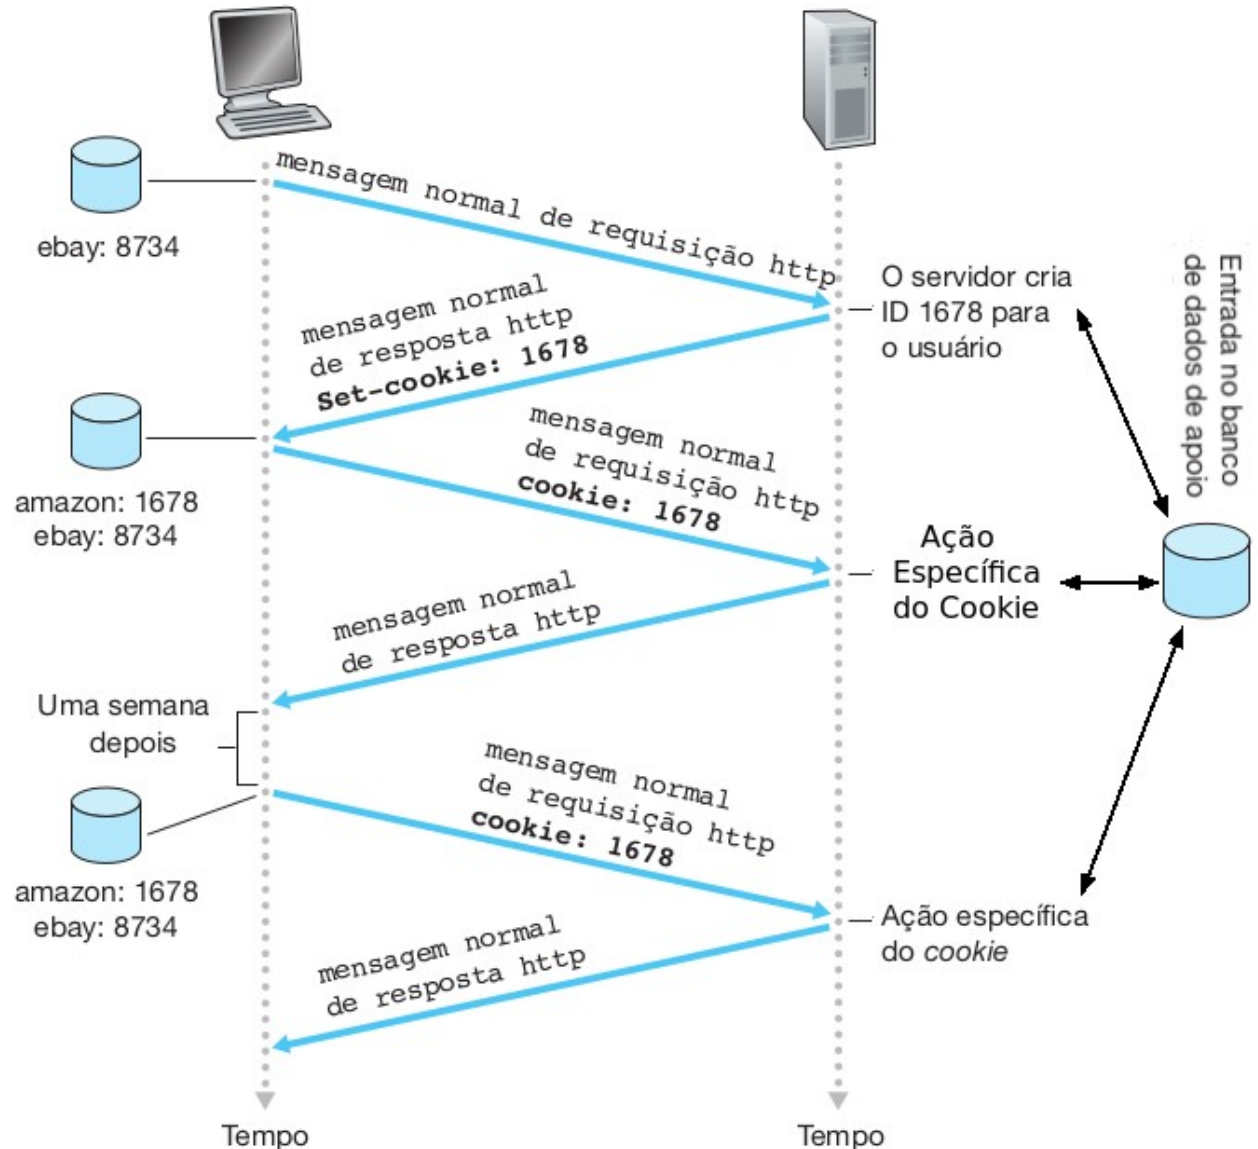 mensagem normal de requisição http
ebay: 8734
O servidor cria
ID 1678 para
o usuário
Entrada no banco
de dados de apoio
mensagem normal
de resposta http
Set-cookie: 1678
amazon: 1678
ebay: 8734
mensagem normal
de requisição http
cookie: 1678
Ação
Específica
do Cookie
mensagem normal
de resposta http
Uma semana
depois
mensagem normal
de requisição http
cookie: 1678
amazon: 1678
ebay: 8734
Ação específica
do cookie
mensagem normal
de resposta http
Tempo
Tempo